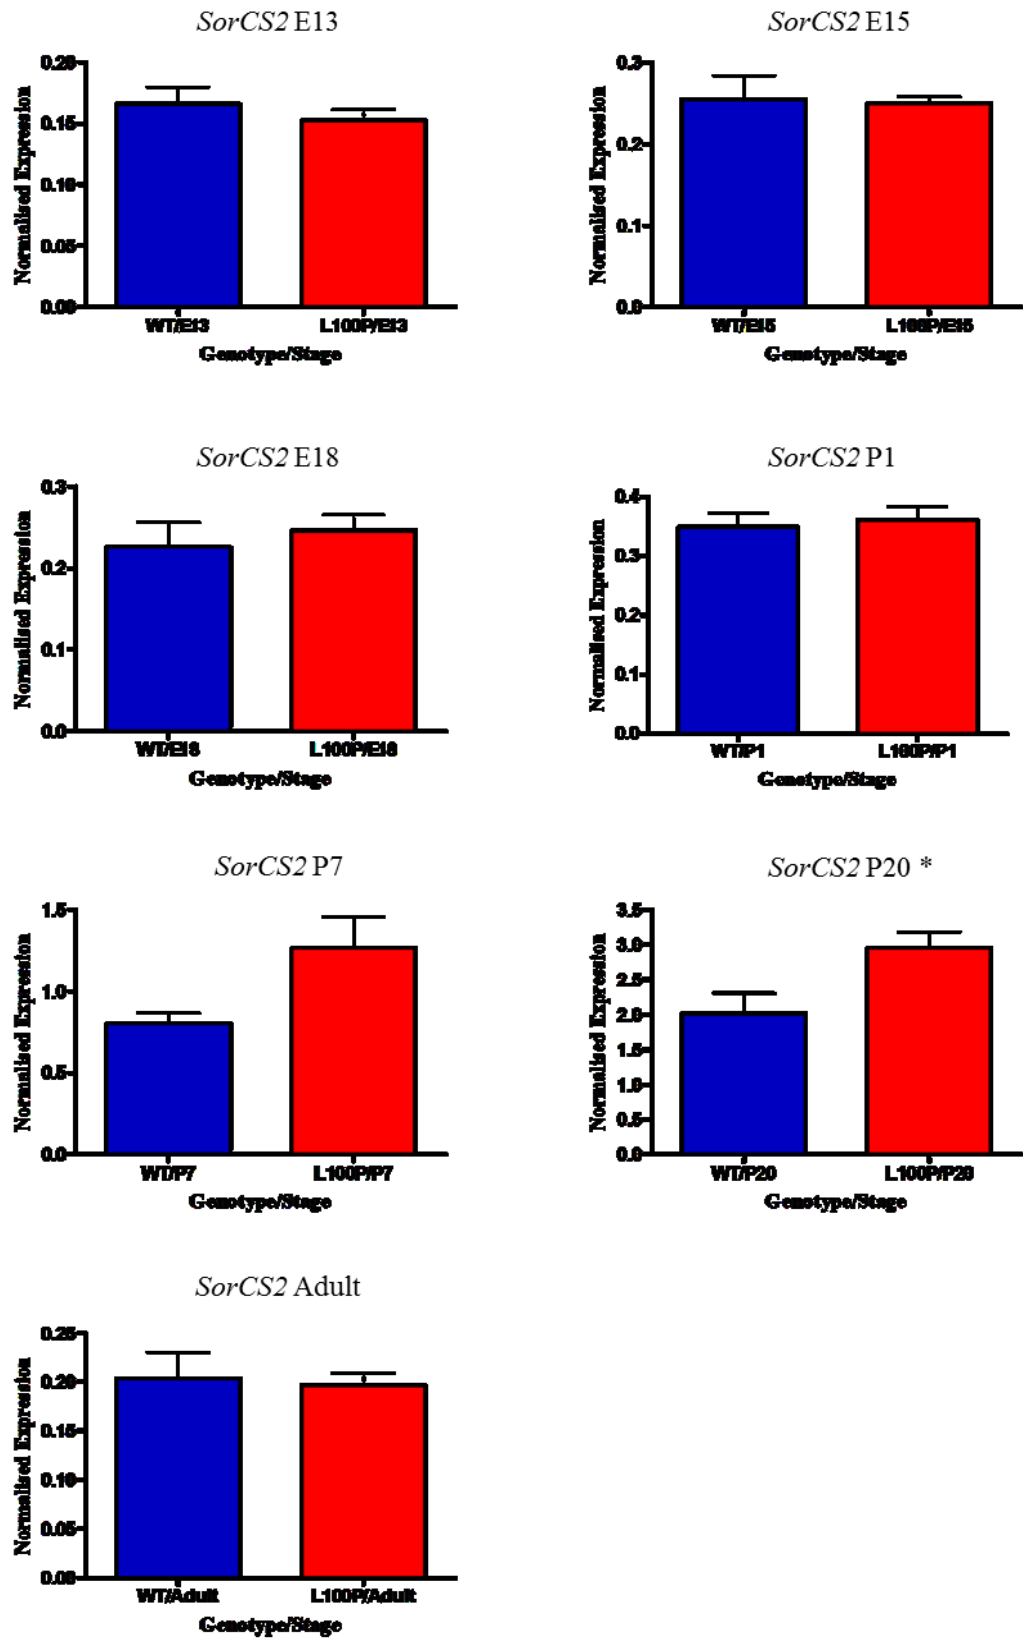 SorCS2 E13
Normalised Expression
0.20
0.15
0.10
0.05
0.00
WT/E13 L100P/E13
Genotype/Stage
SorCS2 E15
Normalised Expression
0.3
0.2
0.1
0.0
WT/E15 L100P/E15
Genotype/Stage
SorCS2 E18
Normalised Expression
0.3
0.2
0.1
0.0
WT/E18 L100P/E18
Genotype/Stage
SorCS2 P1
Normalised Expression
0.4
0.3
0.2
0.1
0.0
WT/P1 L100P/P1
Genotype/Stage
SorCS2 P7
Normalised Expression
1.5
1.0
0.5
0.0
WT/P7 L100P/P7
Genotype/Stage
SorCS2 P20 *
Normalised Expression
3.5
3.0
2.5
2.0
1.5
1.0
0.5
0.0
WT/P20 L100P/P20
Genotype/Stage
SorCS2 Adult
Normalised Expression
0.25
0.20
0.15
0.10
0.05
0.00
WT/Adult L100P/Adult
Genotype/Stage